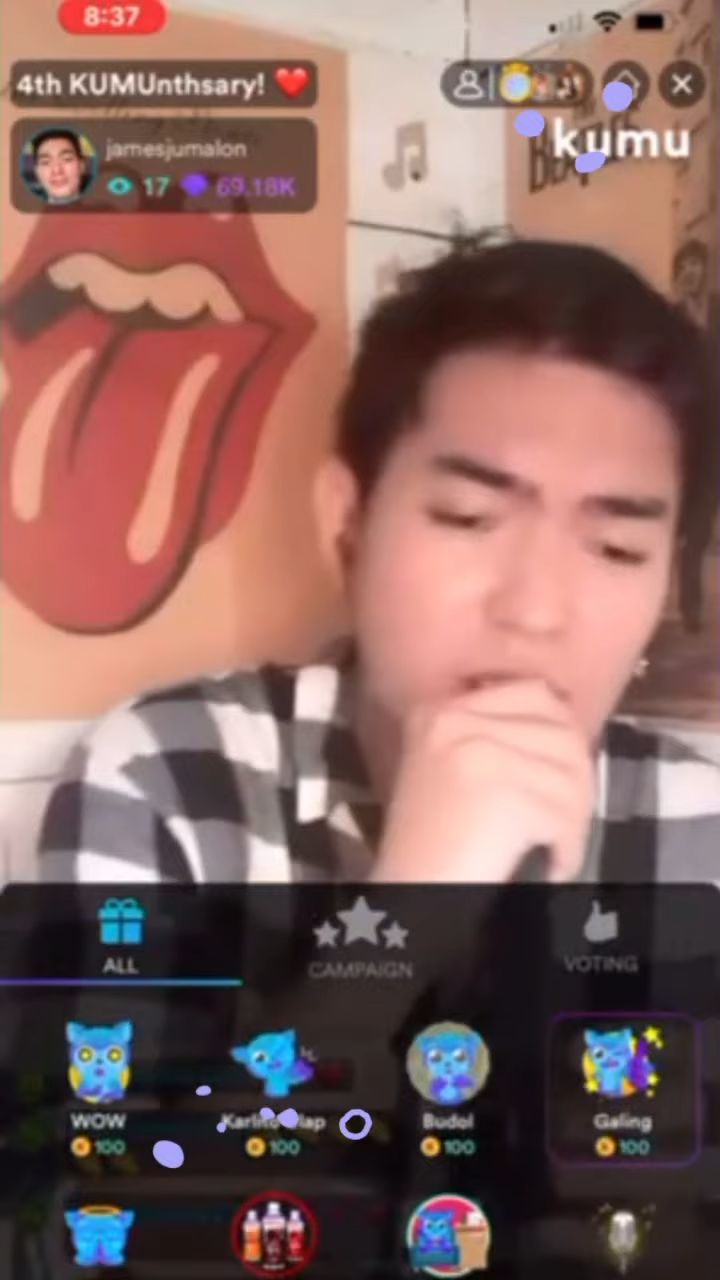 8:37
4th KUMUnthsary! ❤️
jamesjumalon
17 69.18K
kumu
ALL
CAMPAIGN
VOTING
WOW
100
100
Budol
100
Galing
100